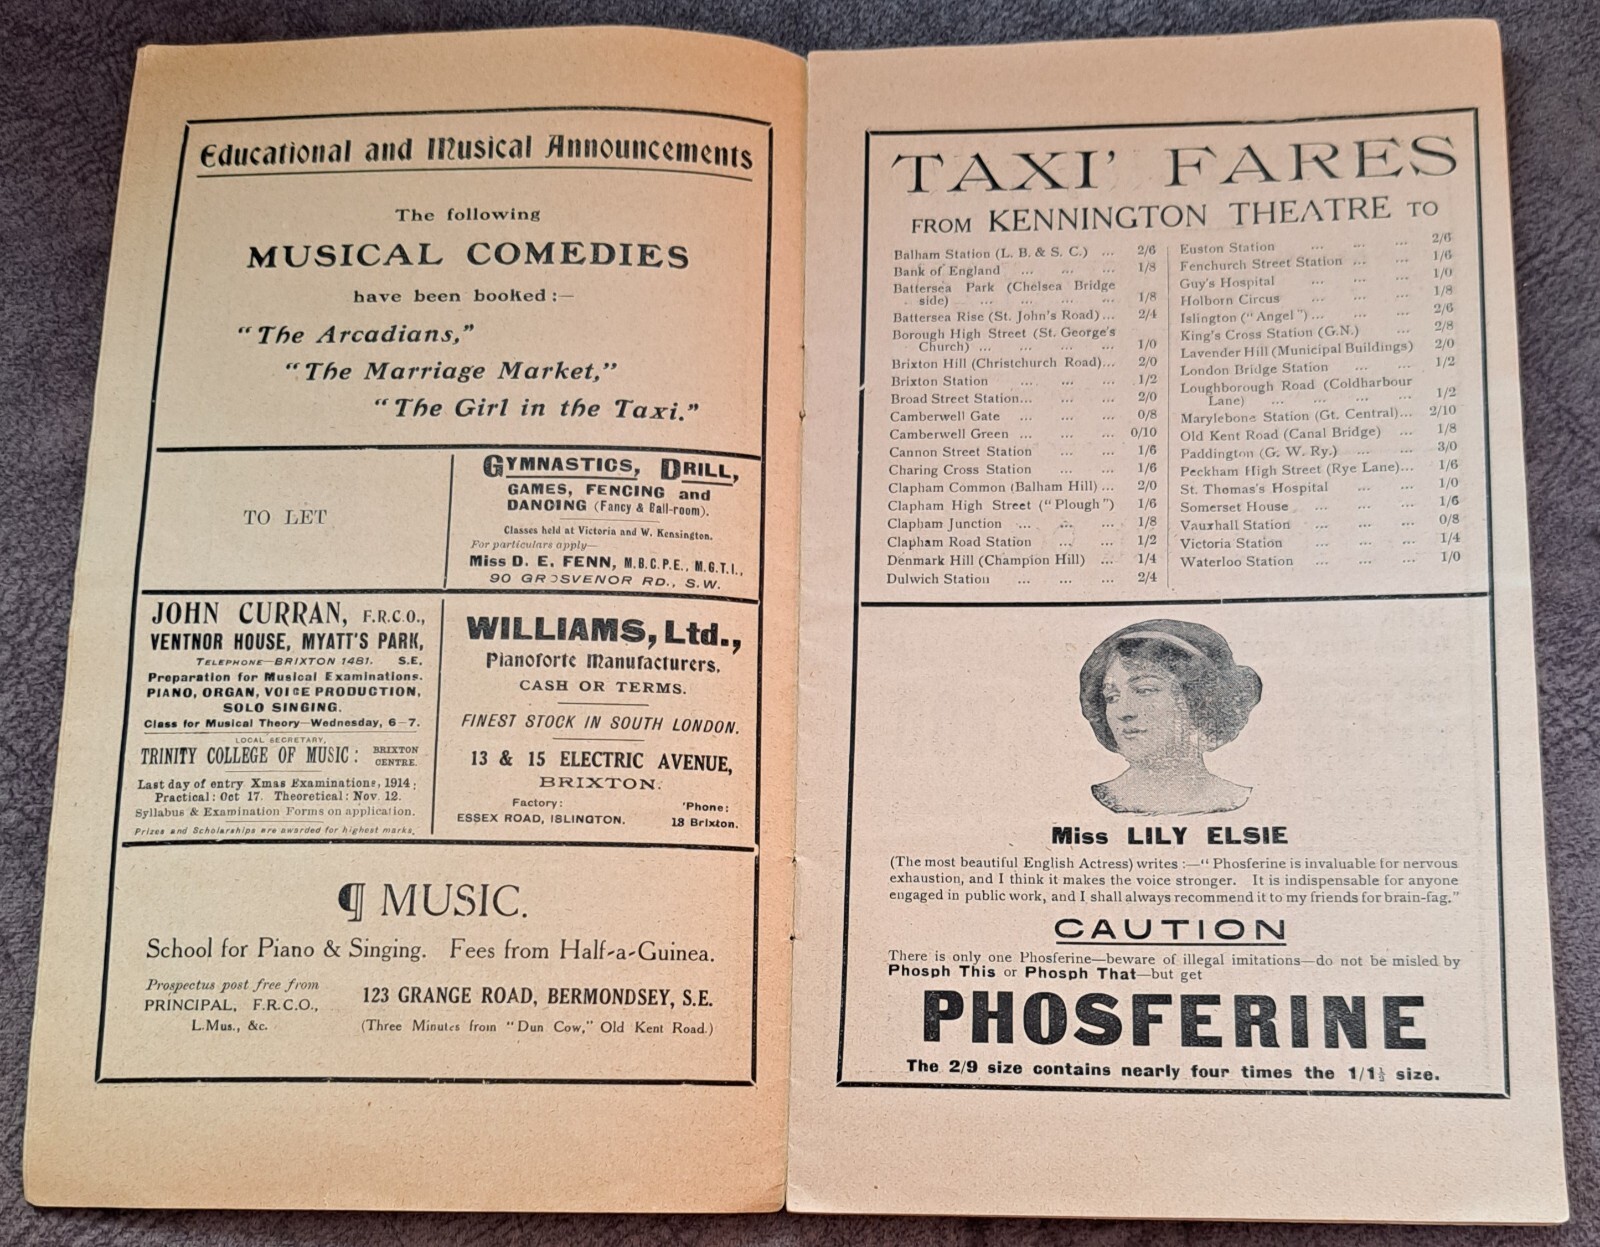 Educational and Musical Announcements
The following
MUSICAL COMEDIES
have been booked:—
"The Arcadians,"
"The Marriage Market,"
"The Girl in the Taxi."
TO LET
GYMNASTICS, DRILL,
GAMES, FENCING and
DANCING (Fancy & Ball-room).
Classes held at Victoria and W. Kensington.
For particulars apply—
Miss D. E. FENN, M.B.C.P.E., M.G.T.I.,
90 GROSVENOR RD., S.W.
JOHN CURRAN, F.R.C.O.,
VENTNOR HOUSE, MYATT'S PARK,
TELEPHONE—BRIXTON 1481. S.E.
Preparation for Musical Examinations.
PIANO, ORGAN, VOICE PRODUCTION,
SOLO SINGING.
Class for Musical Theory—Wednesday, 6—7.
LOCAL SECRETARY,
TRINITY COLLEGE OF MUSIC: BRIXTON CENTRE.
Last day of entry Xmas Examinations, 1914:
Practical: Oct 17. Theoretical: Nov. 12.
Syllabus & Examination Forms on application.
Prizes and Scholarships are awarded for highest marks.
WILLIAMS, Ltd.,
Pianoforte Manufacturers.
CASH OR TERMS.
FINEST STOCK IN SOUTH LONDON.
13 & 15 ELECTRIC AVENUE,
BRIXTON.
Factory:
ESSEX ROAD, ISLINGTON.
'Phone:
18 Brixton.
¶ MUSIC.
School for Piano & Singing. Fees from Half-a-Guinea.
Prospectus post free from
PRINCIPAL, F.R.C.O.,
L.Mus., &c.
123 GRANGE ROAD, BERMONDSEY, S.E.
(Three Minutes from "Dun Cow," Old Kent Road.)
TAXI' FARES
FROM KENNINGTON THEATRE TO
Balham Station (L. B. & S. C.) ... 2/6
Bank of England ... ... ... 1/8
Battersea Park (Chelsea Bridge
side) ... ... ... ... 1/8
Battersea Rise (St. John's Road)... 2/4
Borough High Street (St. George's
Church) ... ... ... ... 1/0
Brixton Hill (Christchurch Road)... 2/0
Brixton Station ... ... ... 1/2
Broad Street Station... ... ... 2/0
Camberwell Gate ... ... ... 0/8
Camberwell Green ... ... ... 0/10
Cannon Street Station ... ... 1/6
Charing Cross Station ... ... 1/6
Clapham Common (Balham Hill) ... 2/0
Clapham High Street ("Plough") 1/6
Clapham Junction ... ... ... 1/8
Clapham Road Station ... ... 1/2
Denmark Hill (Champion Hill) ... 1/4
Dulwich Station ... ... ... 2/4
Euston Station ... ... ... 2/6
Fenchurch Street Station ... ... 1/6
Guy's Hospital ... ... ... 1/0
Holborn Circus ... ... ... 1/8
Islington ("Angel")... ... ... 2/6
King's Cross Station (G.N.) ... 2/8
Lavender Hill (Municipal Buildings) 2/0
London Bridge Station ... ... 1/2
Loughborough Road (Coldharbour
Lane) ... ... ... ... 1/2
Marylebone Station (Gt. Central)... 2/10
Old Kent Road (Canal Bridge) ... 1/8
Paddington (G. W. Ry.) ... ... 3/0
Peckham High Street (Rye Lane)... 1/6
St. Thomas's Hospital ... ... 1/0
Somerset House ... ... ... 1/6
Vauxhall Station ... ... ... 0/8
Victoria Station ... ... ... 1/4
Waterloo Station ... ... ... 1/0
Miss LILY ELSIE
(The most beautiful English Actress) writes:—"Phosferine is invaluable for nervous
exhaustion, and I think it makes the voice stronger. It is indispensable for anyone
engaged in public work, and I shall always recommend it to my friends for brain-fag."
CAUTION
There is only one Phosferine—beware of illegal imitations—do not be misled by
Phosph This or Phosph That—but get
PHOSFERINE
The 2/9 size contains nearly four times the 1/1½ size.